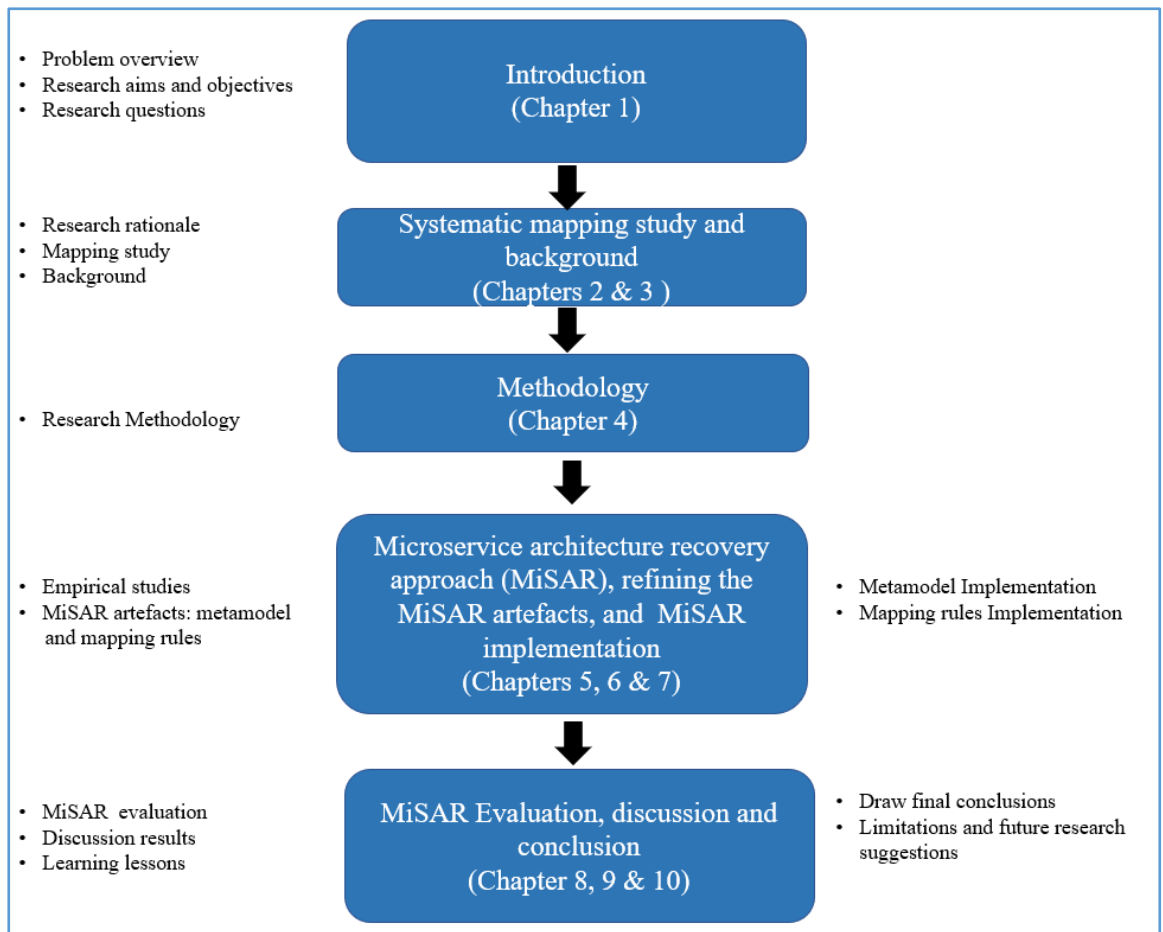 • Problem overview
• Research aims and objectives
• Research questions
Introduction
(Chapter 1)
• Research rationale
• Mapping study
• Background
Systematic mapping study and
background
(Chapters 2 & 3 )
• Research Methodology
Methodology
(Chapter 4)
• Empirical studies
• MiSAR artefacts: metamodel
and mapping rules
Microservice architecture recovery
approach (MiSAR), refining the
MiSAR artefacts, and MiSAR
implementation
(Chapters 5, 6 & 7)
• Metamodel Implementation
• Mapping rules Implementation
• MiSAR evaluation
• Discussion results
• Learning lessons
MiSAR Evaluation, discussion and
conclusion
(Chapter 8, 9 & 10)
• Draw final conclusions
• Limitations and future research
suggestions